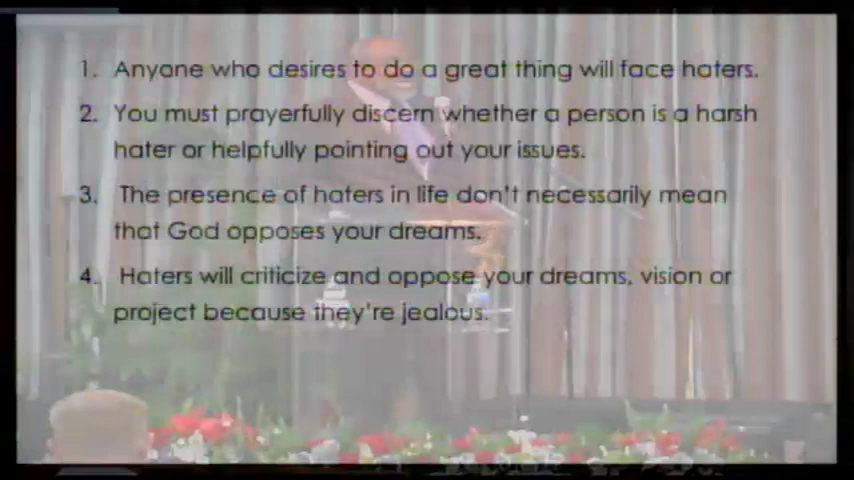 1. Anyone who desires to do a great thing will face haters.
2. You must prayerfully discern whether a person is a harsh
hater or helpfully pointing out your issues.
3. The presence of haters in life don't necessarily mean
that God opposes your dreams.
4. Haters will criticize and oppose your dreams, vision or
project because they're jealous.